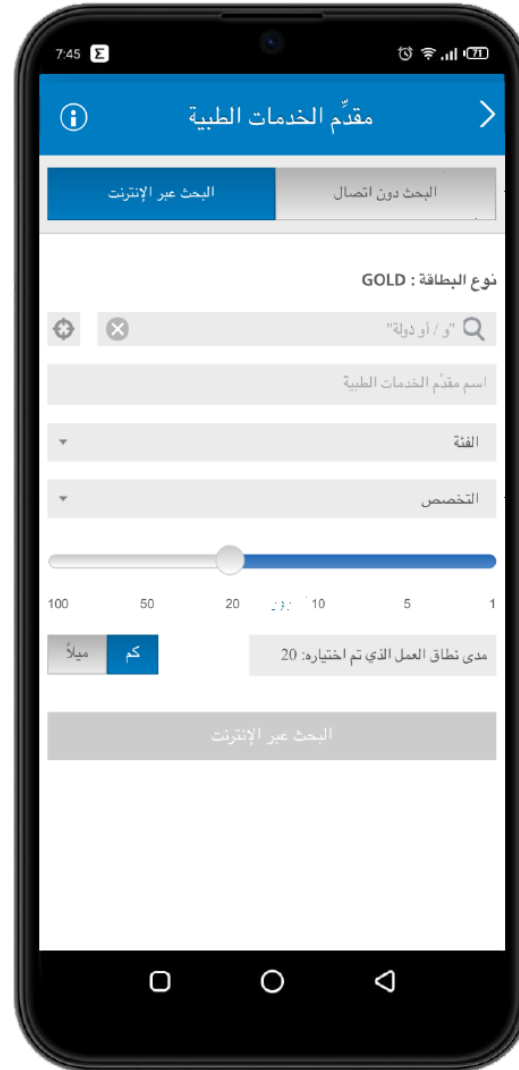 7:45 Σ 71
مقدِّم الخدمات الطبية
البحث دون اتصال البحث عبر الإنترنت
نوع البطاقة : GOLD
"و / أو دولة"
اسم مقدِّم الخدمات الطبية
الفئة
التخصص
1 5 10 20 50 100
مدى نطاق العمل الذي تم اختياره: 20 كم ميلاً
البحث عبر الإنترنت